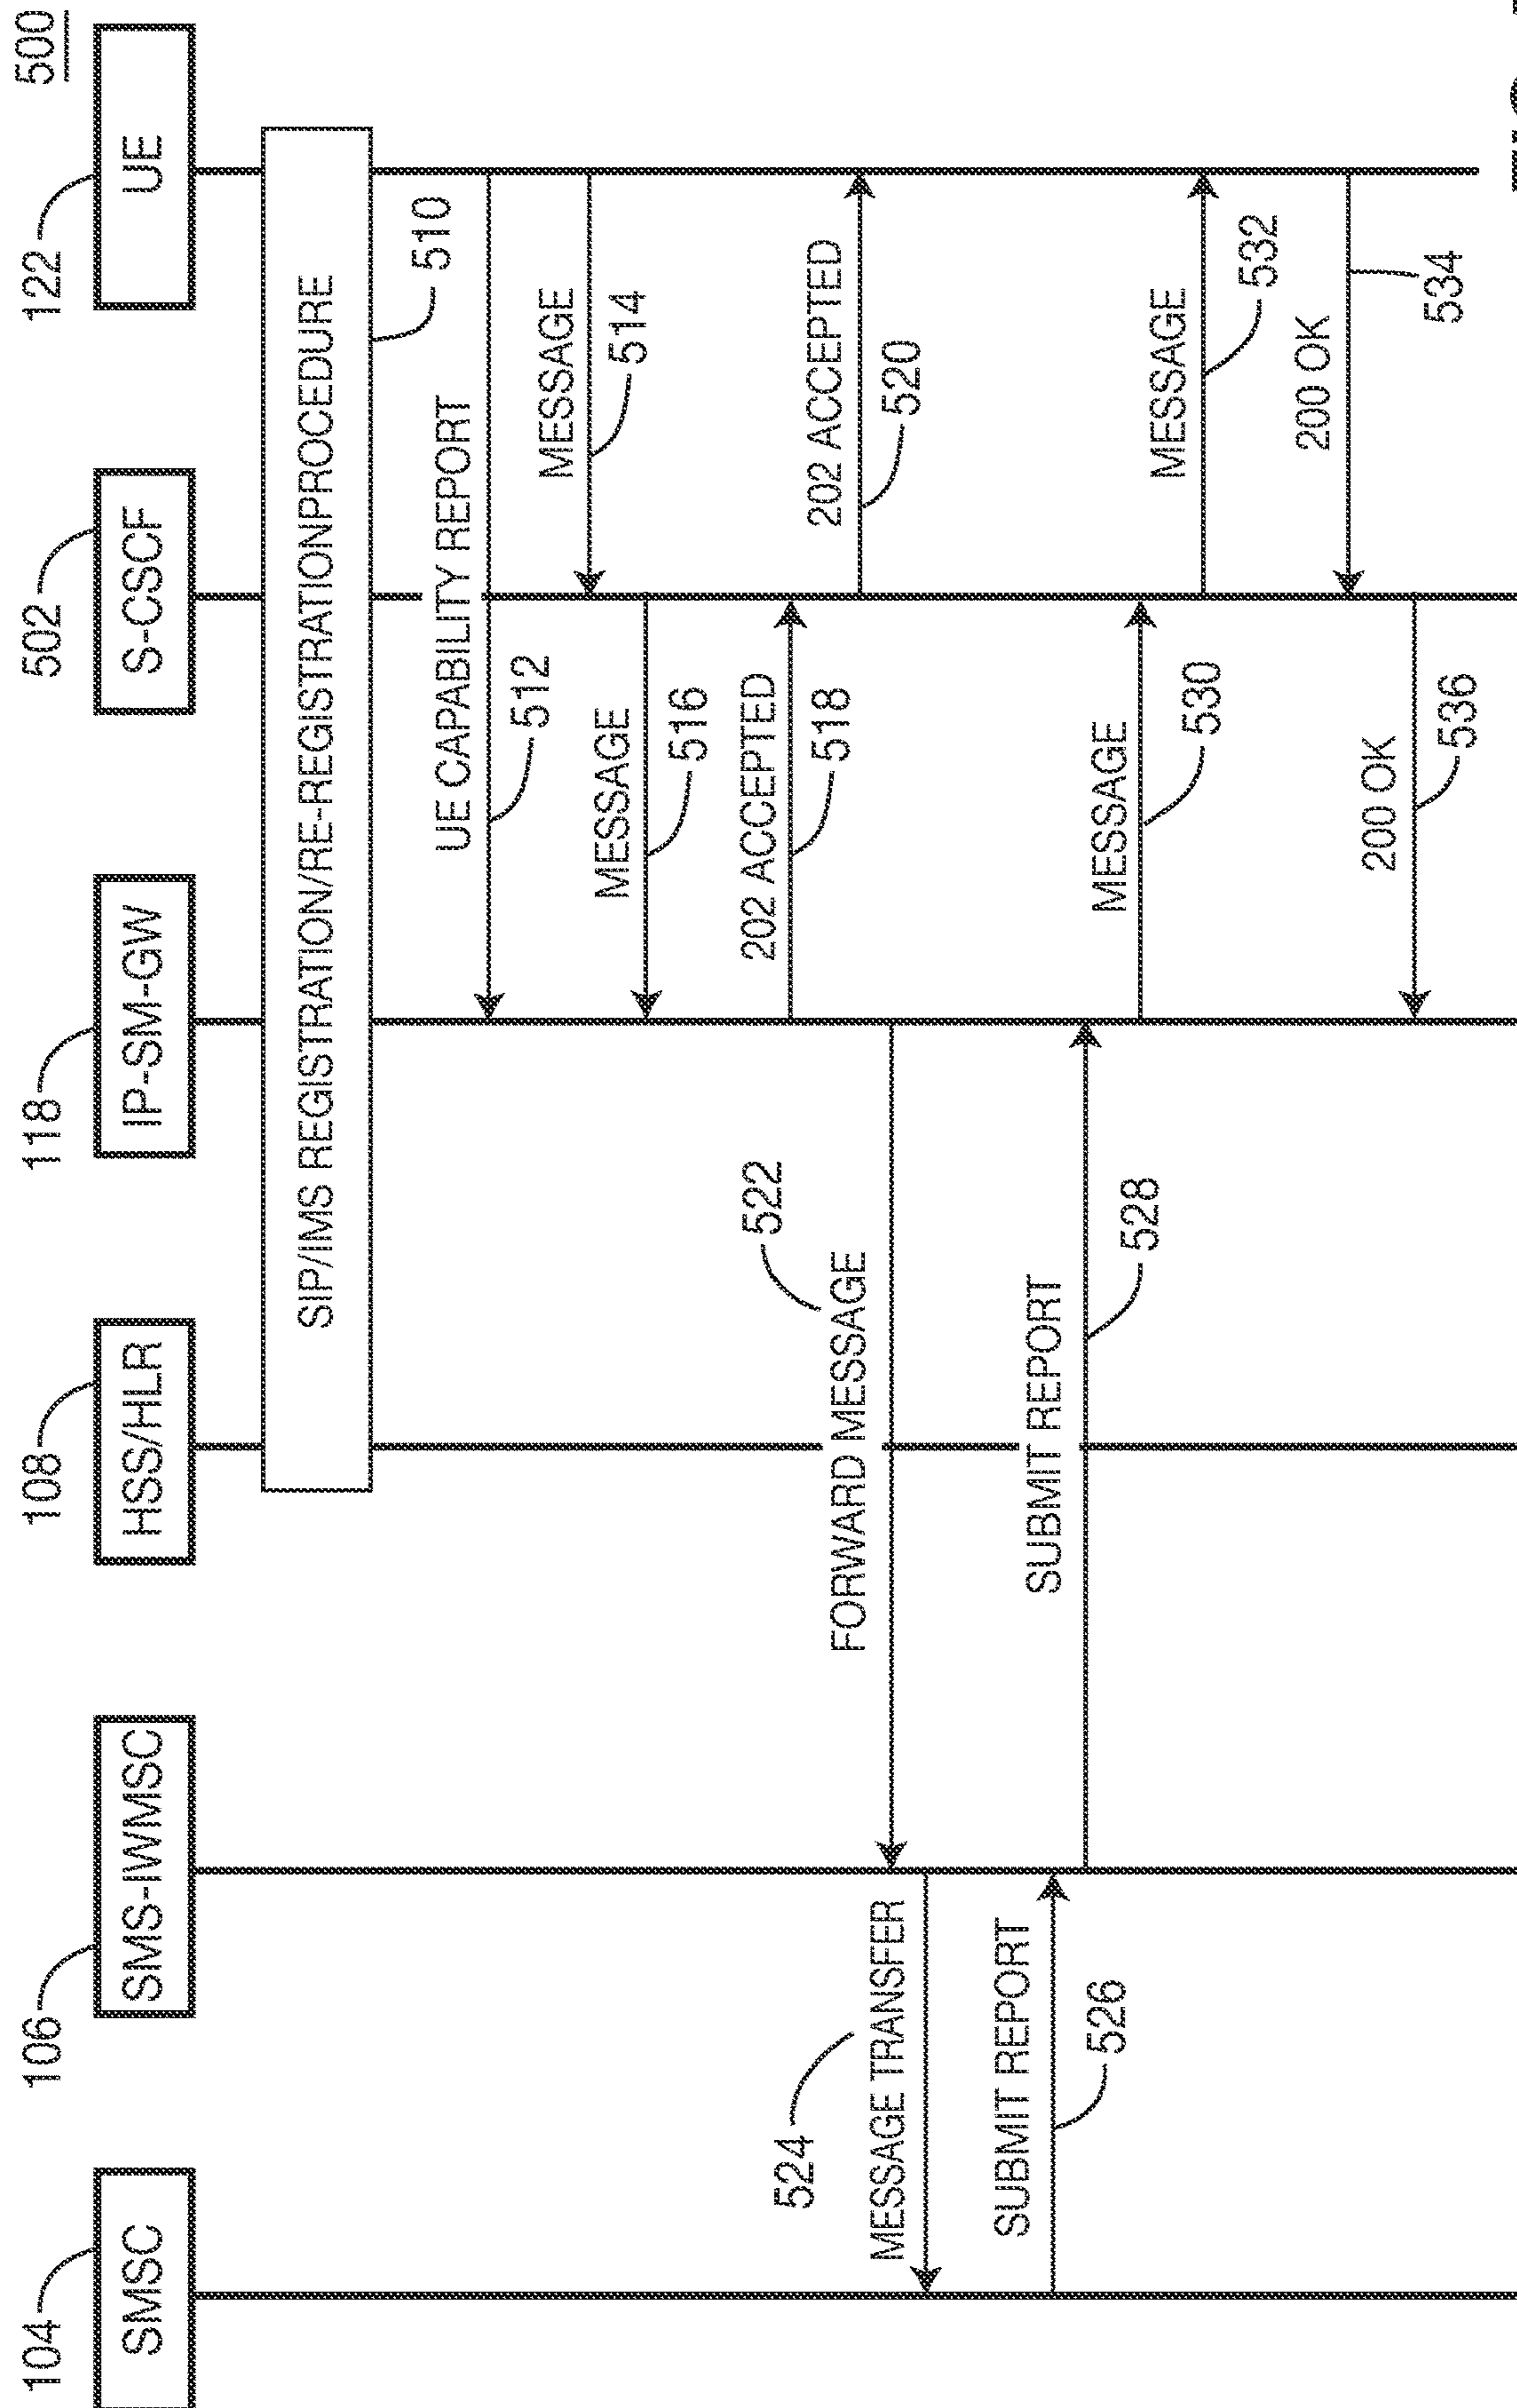 500
104
106
108
118
502
122
SMSC
SMS-IWMSC
HSS/HLR
IP-SM-GW
S-CSCF
UE
SIP/IMS REGISTRATION/RE-REGISTRATIONPROCEDURE
510
UE CAPABILITY REPORT
512
MESSAGE
514
MESSAGE
516
202 ACCEPTED
518
202 ACCEPTED
520
522
FORWARD MESSAGE
524
MESSAGE TRANSFER
SUBMIT REPORT
526
SUBMIT REPORT
528
MESSAGE
530
MESSAGE
532
200 OK
534
200 OK
536